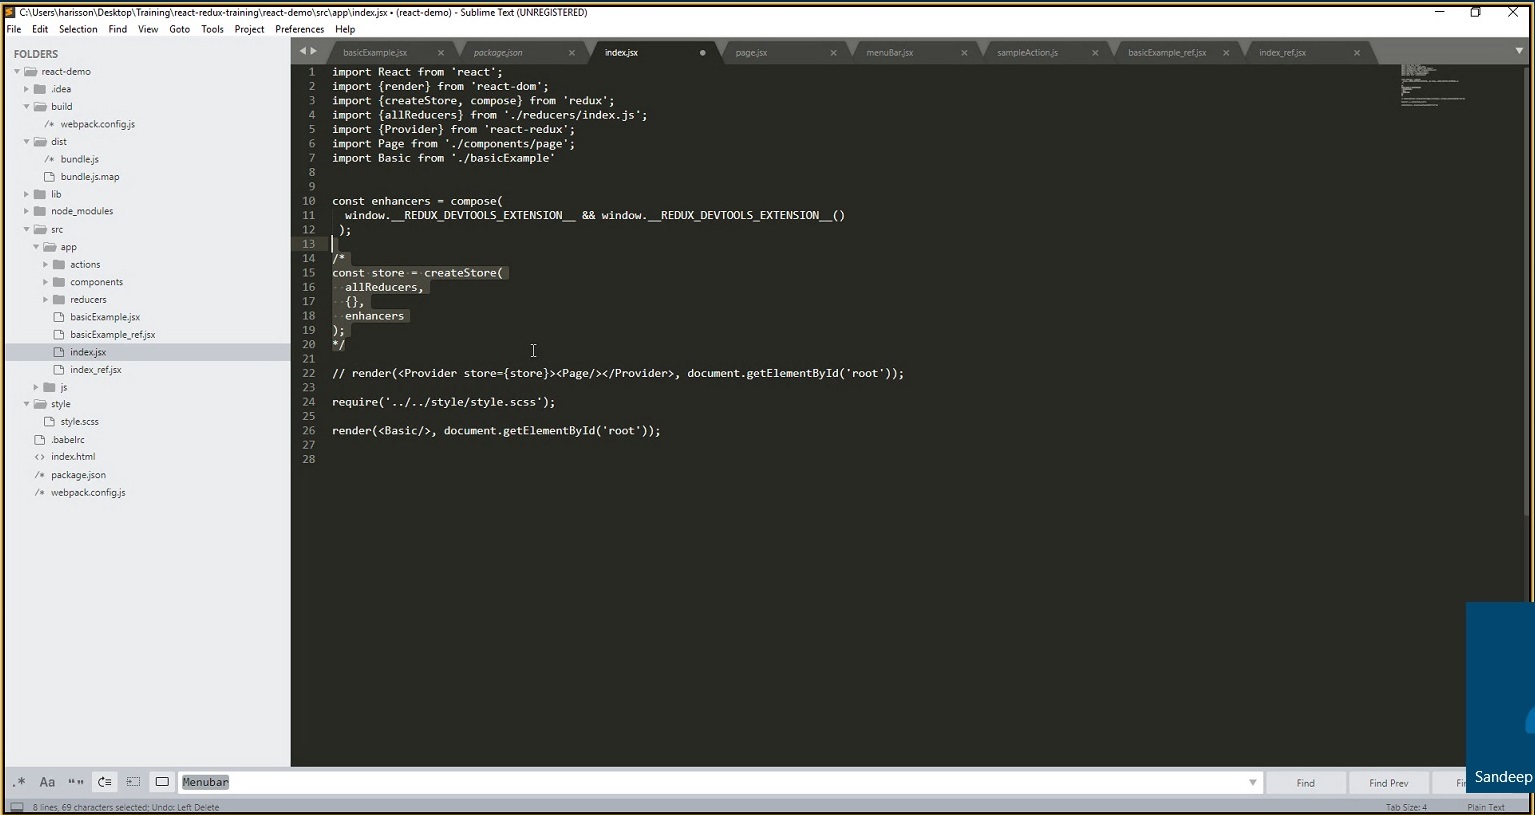 C:\Users\harisson\Desktop\Training\react-redux-training\react-demo\src\app\index.jsx • (react-demo) - Sublime Text (UNREGISTERED)
File Edit Selection Find View Goto Tools Project Preferences Help
FOLDERS
react-demo
.idea
build
/* webpack.config.js
dist
/* bundle.js
bundle.js.map
lib
node_modules
src
app
actions
components
reducers
basicExample.jsx
basicExample_ref.jsx
index.jsx
index_ref.jsx
js
style
style.scss
.babelrc
<> index.html
/* package.json
/* webpack.config.js
basicExample.jsx package.json index.jsx page.jsx menuBar.jsx sampleAction.js basicExample_ref.jsx index_ref.jsx
1 import React from 'react';
2 import {render} from 'react-dom';
3 import {createStore, compose} from 'redux';
4 import {allReducers} from './reducers/index.js';
5 import {Provider} from 'react-redux';
6 import Page from './components/page';
7 import Basic from './basicExample'
8
9
10 const enhancers = compose(
11 window.__REDUX_DEVTOOLS_EXTENSION__ && window.__REDUX_DEVTOOLS_EXTENSION__()
12 );
13
14 /*
15 const store = createStore(
16 allReducers,
17 {},
18 enhancers
19 );
20 */
21
22 // render(<Provider store={store}><Page/></Provider>, document.getElementById('root'));
23
24 require('../../style/style.scss');
25
26 render(<Basic/>, document.getElementById('root'));
27
28
.* Aa “” Menubar Find Find Prev
Sandeep
8 lines, 69 characters selected; Undo: Left Delete Tab Size: 4 Plain Text